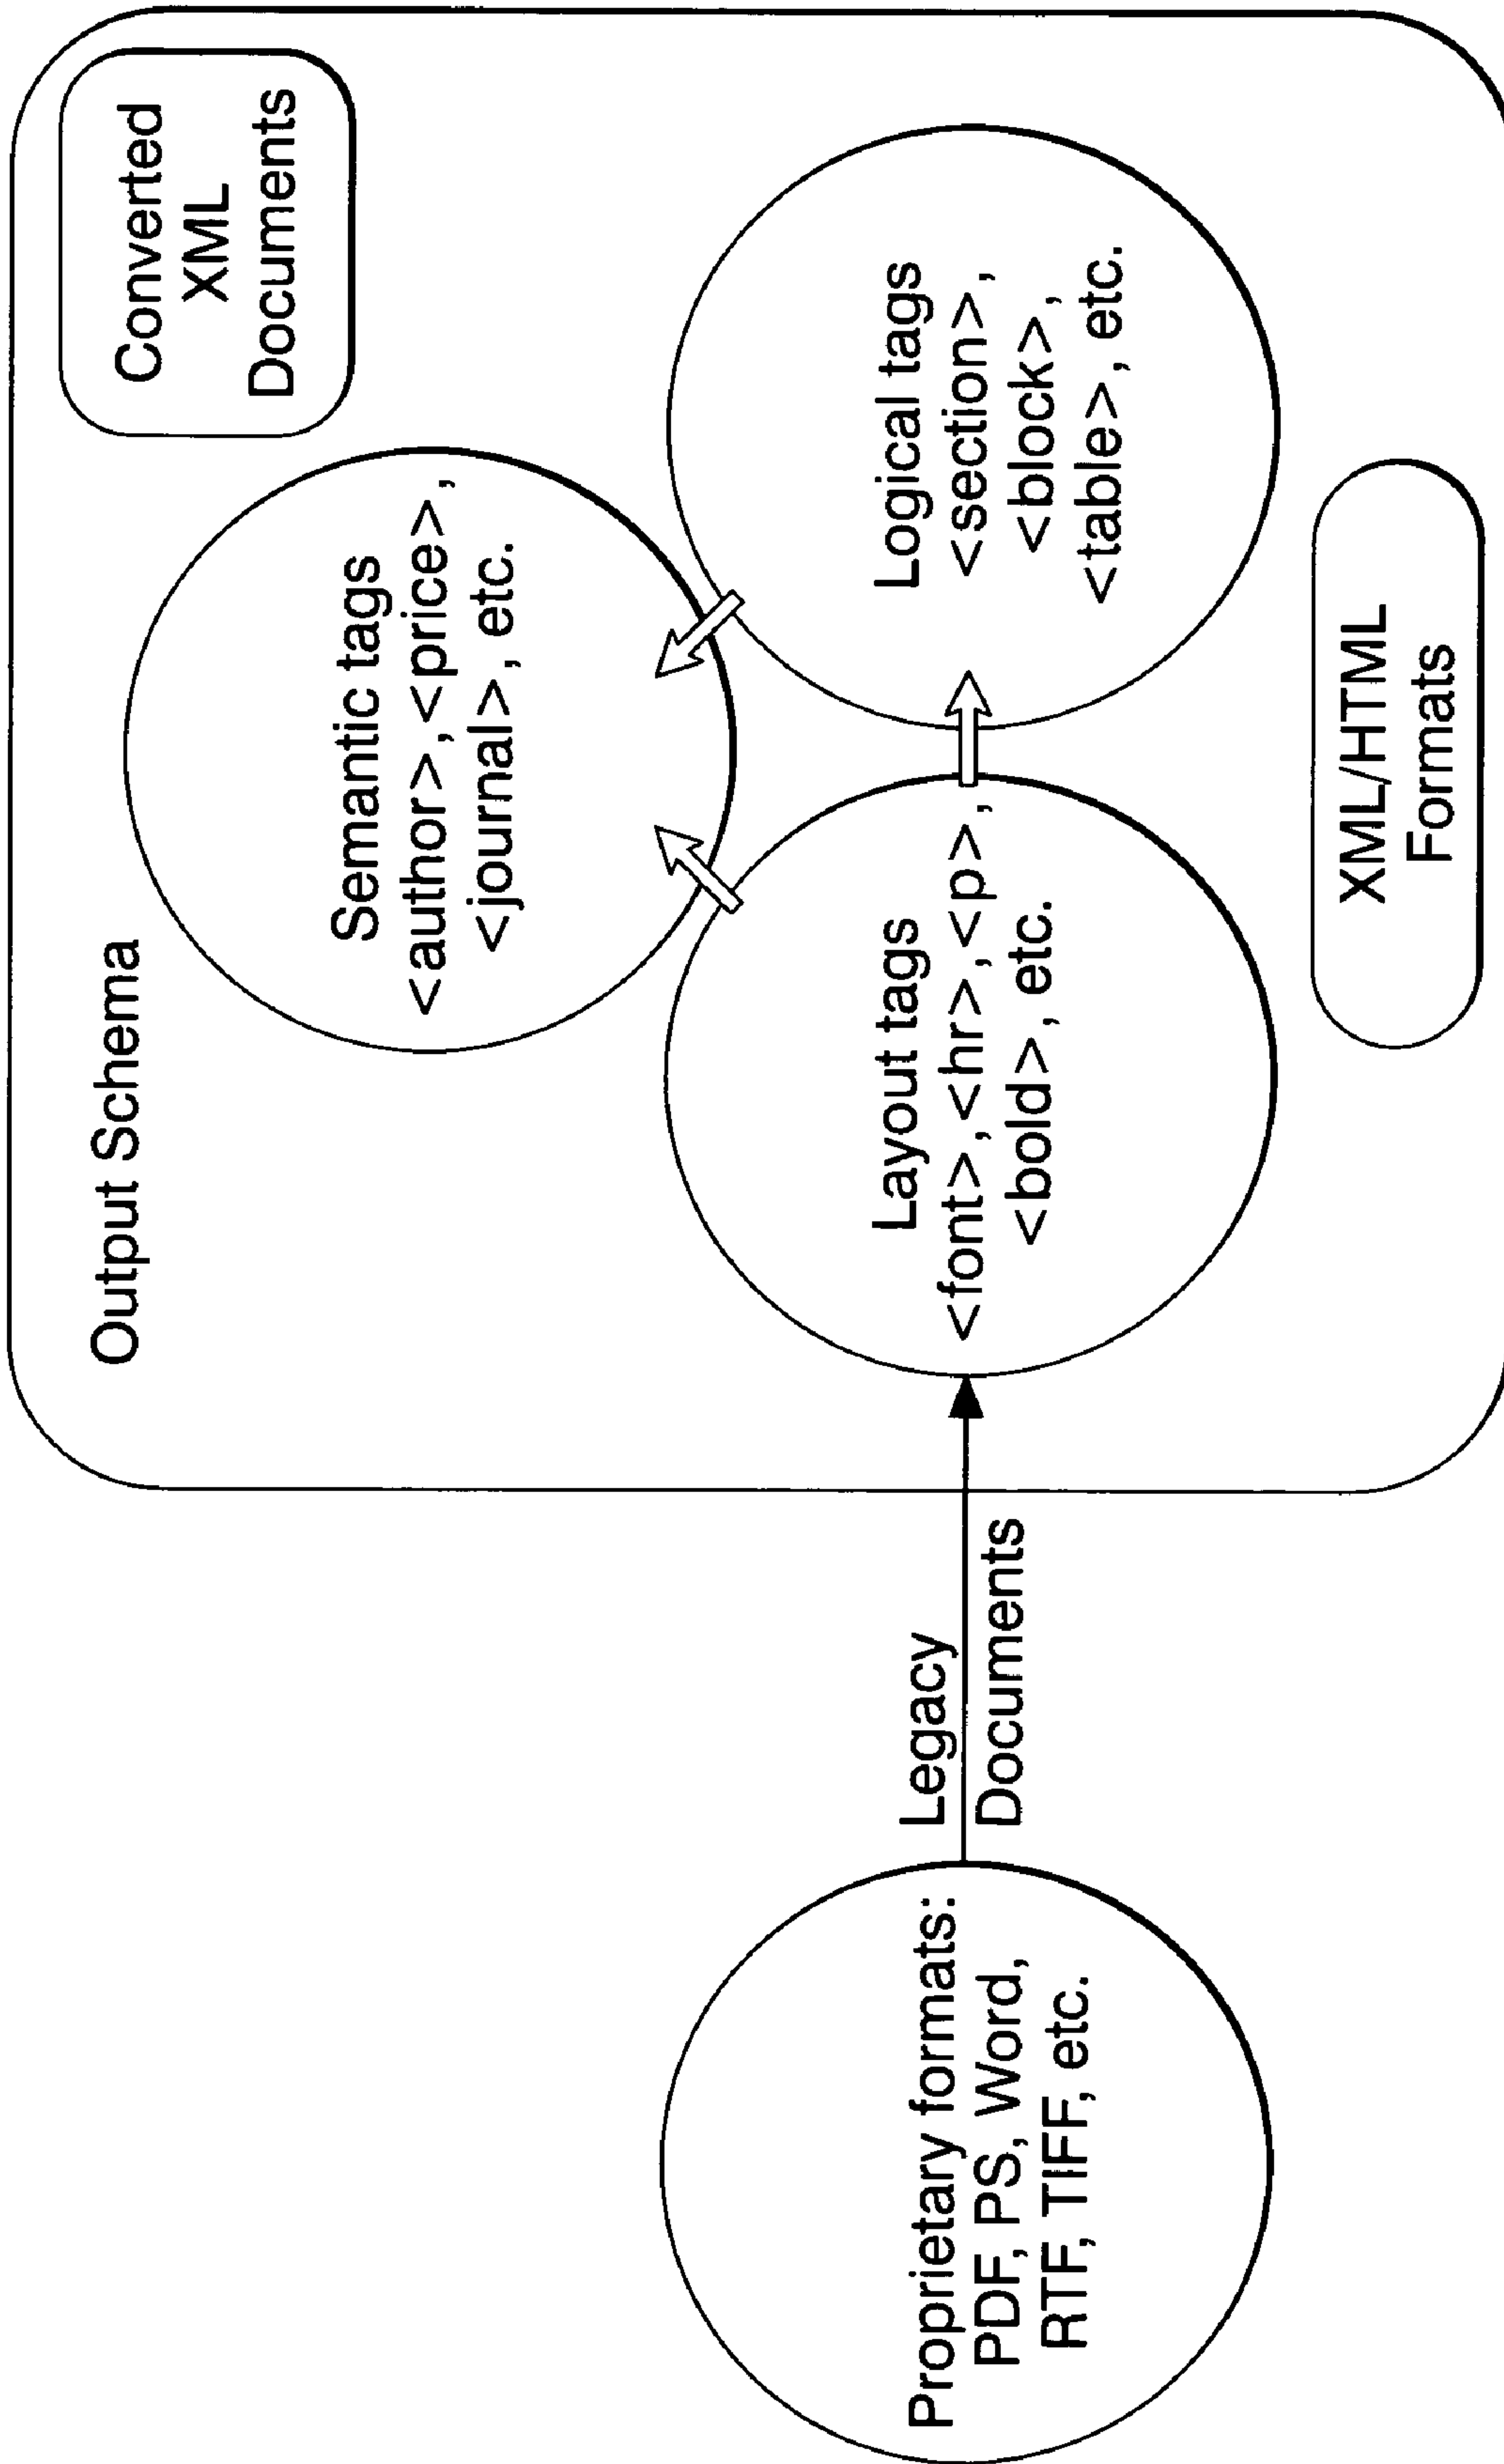 Output Schema
Converted
XML
Documents
Semantic tags
<author>,<price>,
<journal>, etc.
Proprietary formats:
PDF, PS, Word,
RTF, TIFF, etc.
Legacy
Documents
Layout tags
<font>,<hr>,<p>,
<bold>, etc.
Logical tags
<section>,
<block>,
<table>, etc.
XML/HTML
Formats